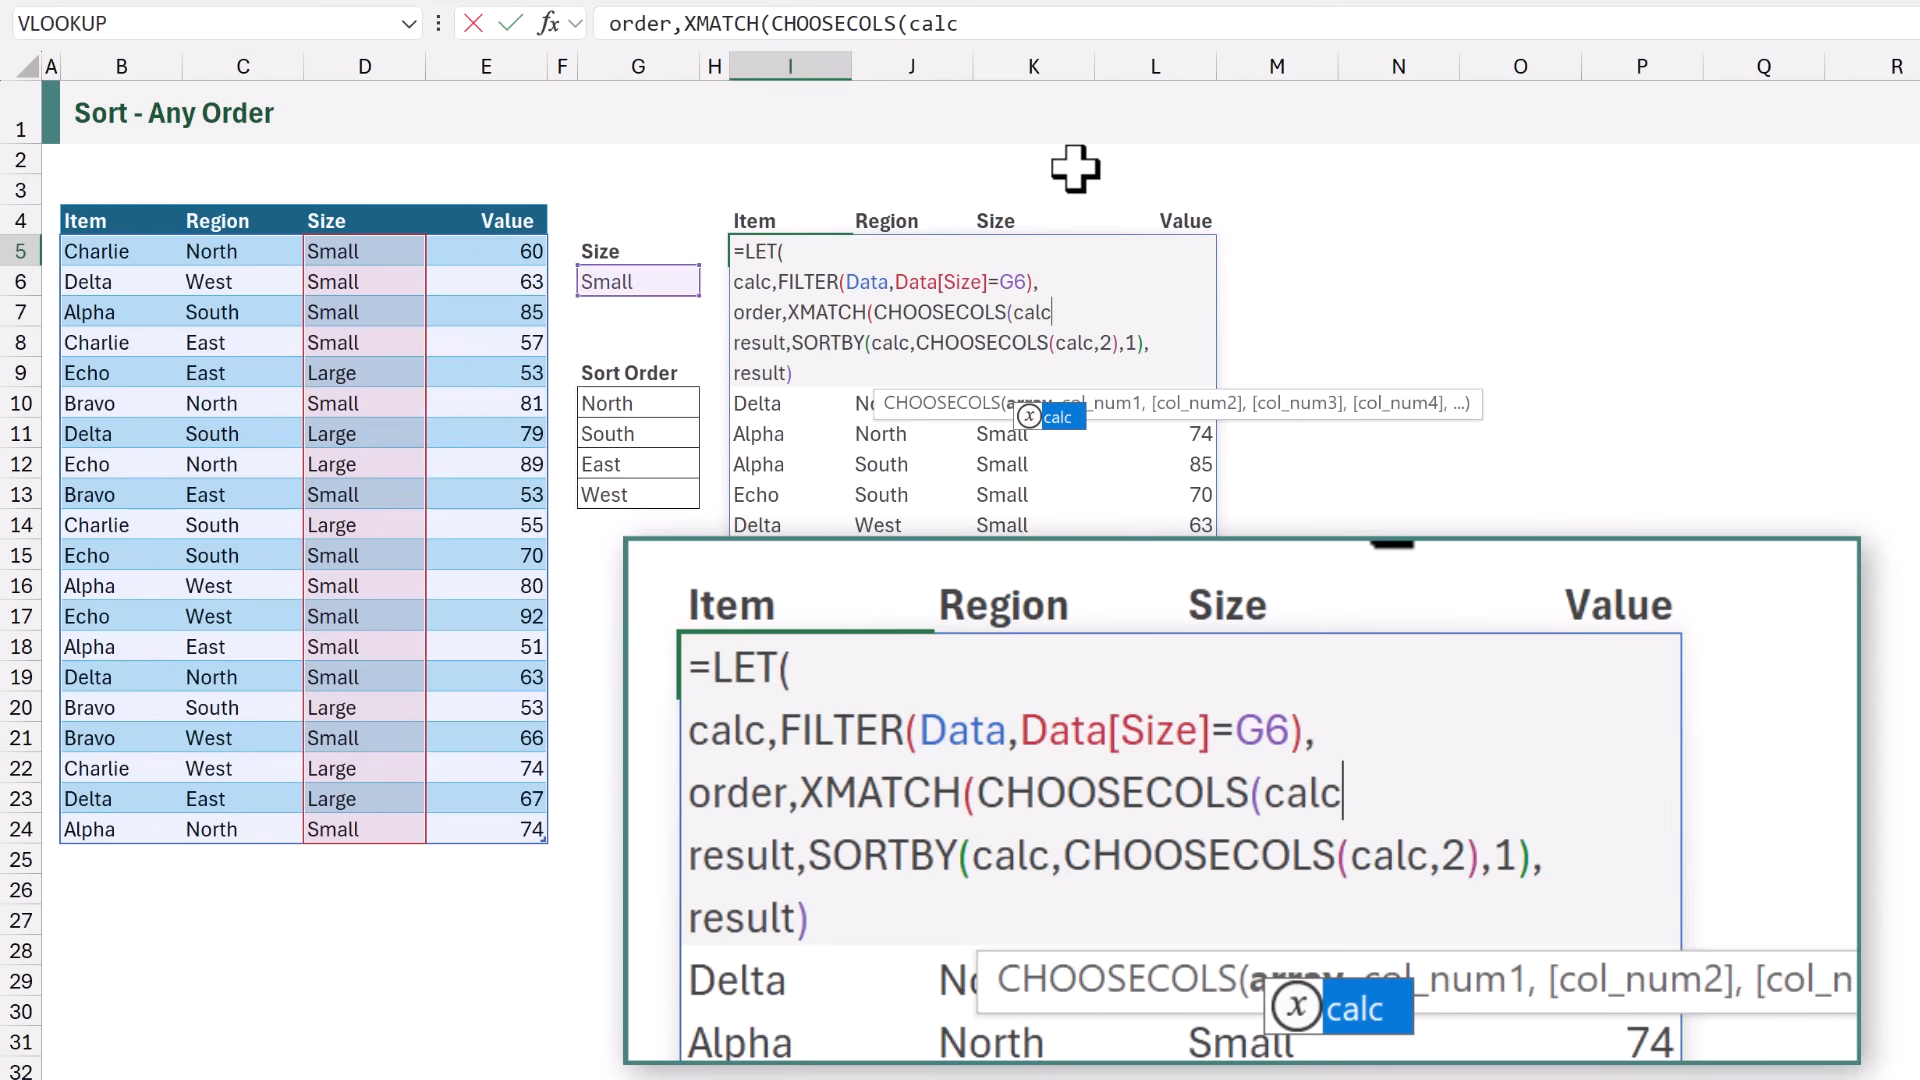 VLOOKUP
fx
order,XMATCH(CHOOSECOLS(calc
A B C D E F G H I J K L M N O P Q R
1 Sort - Any Order
2
3
4 Item Region Size Value Item Region Size Value
5 Charlie North Small 60 Size =LET(
6 Delta West Small 63 Small calc,FILTER(Data,Data[Size]=G6),
7 Alpha South Small 85 order,XMATCH(CHOOSECOLS(calc
8 Charlie East Small 57 result,SORTBY(calc,CHOOSECOLS(calc,2),1),
9 Echo East Large 53 Sort Order result)
10 Bravo North Small 81 North Delta CHOOSECOLS( col_num1, [col_num2], [col_num3], [col_num4], ...)
x calc
11 Delta South Large 79 South Alpha North Small 74
12 Echo North Large 89 East Alpha South Small 85
13 Bravo East Small 53 West Echo South Small 70
14 Charlie South Large 55 Delta West Small 63
15 Echo South Small 70
16 Alpha West Small 80
17 Echo West Small 92
18 Alpha East Small 51
19 Delta North Small 63
20 Bravo South Large 53
21 Bravo West Small 66
22 Charlie West Large 74
23 Delta East Large 67
24 Alpha North Small 74
25
26
27
28
29
30
31
32
Item Region Size Value
=LET(
calc,FILTER(Data,Data[Size]=G6),
order,XMATCH(CHOOSECOLS(calc
result,SORTBY(calc,CHOOSECOLS(calc,2),1),
result)
Delta CHOOSECOLS( col_num1, [col_num2], [col_n
x calc
Alpha North Small 74